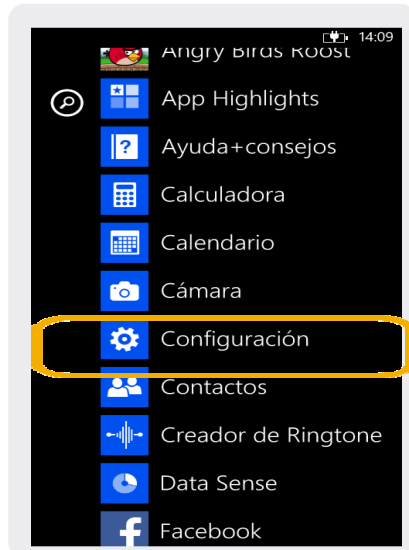 14:09
Angry Birds Roost
App Highlights
Ayuda+consejos
Calculadora
Calendario
Cámara
Configuración
Contactos
Creador de Ringtone
Data Sense
Facebook